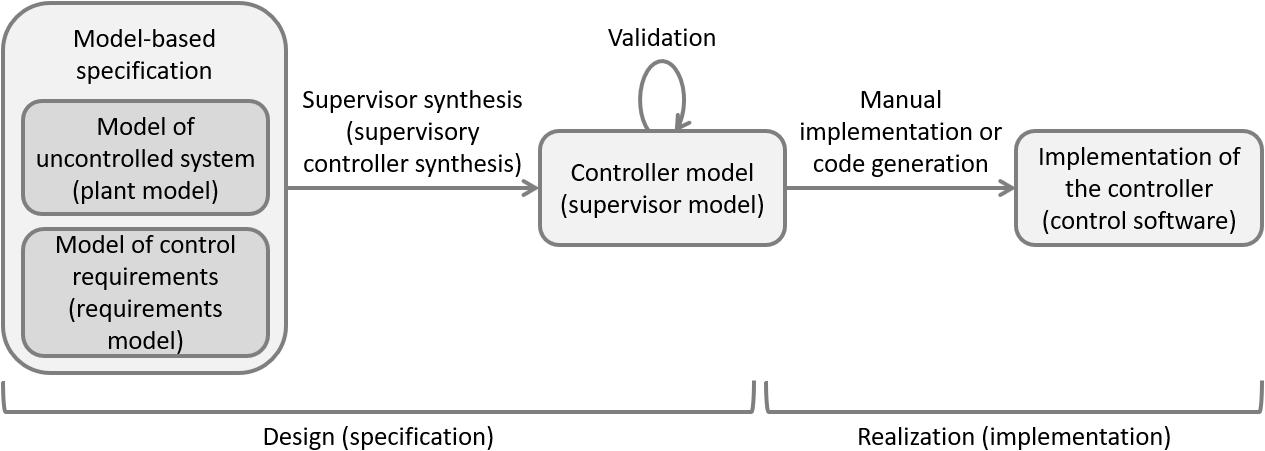 Model-based
specification
Model of
uncontrolled system
(plant model)
Model of control
requirements
(requirements
model)
Supervisor synthesis
(supervisory
controller synthesis)
Validation
Controller model
(supervisor model)
Manual
implementation or
code generation
Implementation of
the controller
(control software)
Design (specification)
Realization (implementation)